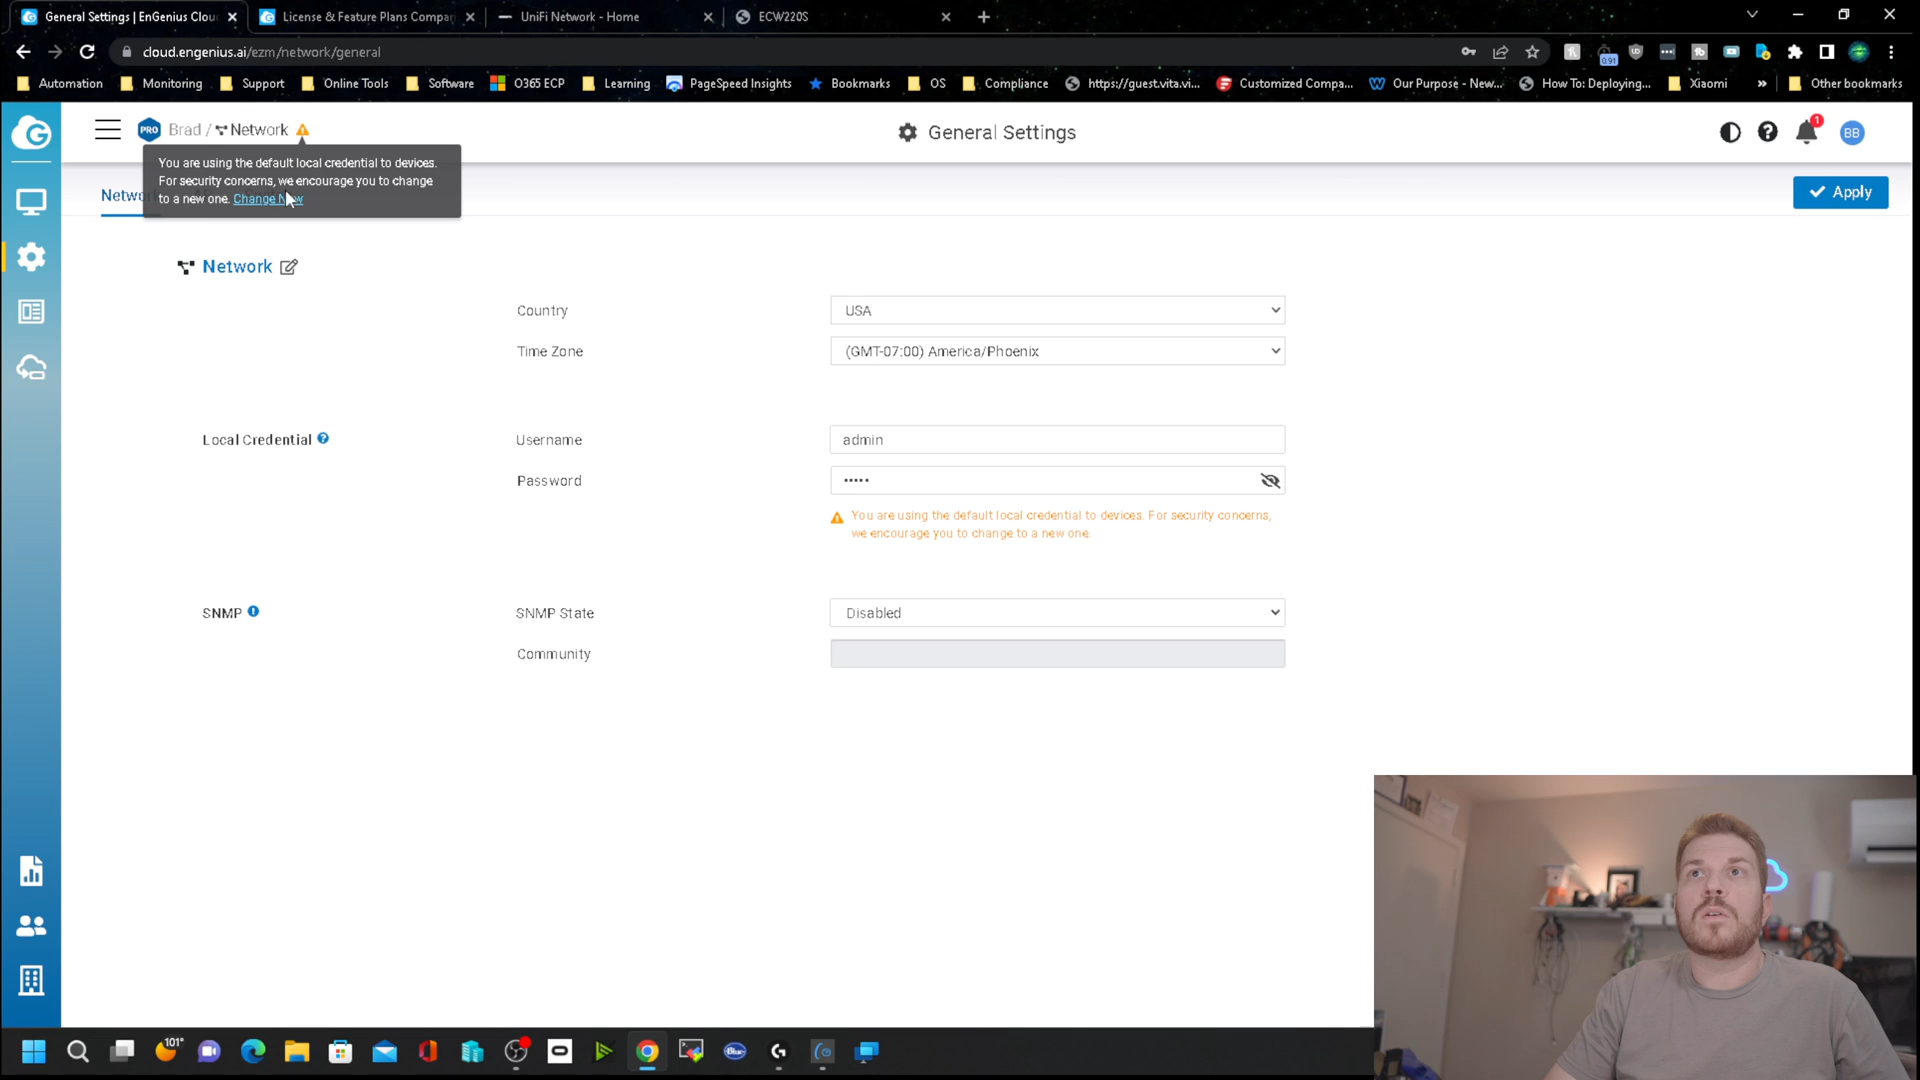 General Settings | EnGenius Clou
License & Feature Plans Compar
UniFi Network - Home
ECW220S
cloud.engenius.ai/ezm/network/general
0.91
Automation
Monitoring
Support
Online Tools
Software
O365 ECP
Learning
PageSpeed Insights
Bookmarks
OS
Compliance
https://guest.vita.vi...
Customized Compa...
Our Purpose - New...
How To: Deploying...
Xiaomi
»
Other bookmarks
PRO Brad / Network
General Settings
1
BB
You are using the default local credential to devices.
For security concerns, we encourage you to change
to a new one. Change Now
Networ
Apply
Network
Country
USA
Time Zone
(GMT-07:00) America/Phoenix
Local Credential
Username
admin
Password
•••••
You are using the default local credential to devices. For security concerns,
we encourage you to change to a new one.
SNMP
SNMP State
Disabled
Community
101°
Blue